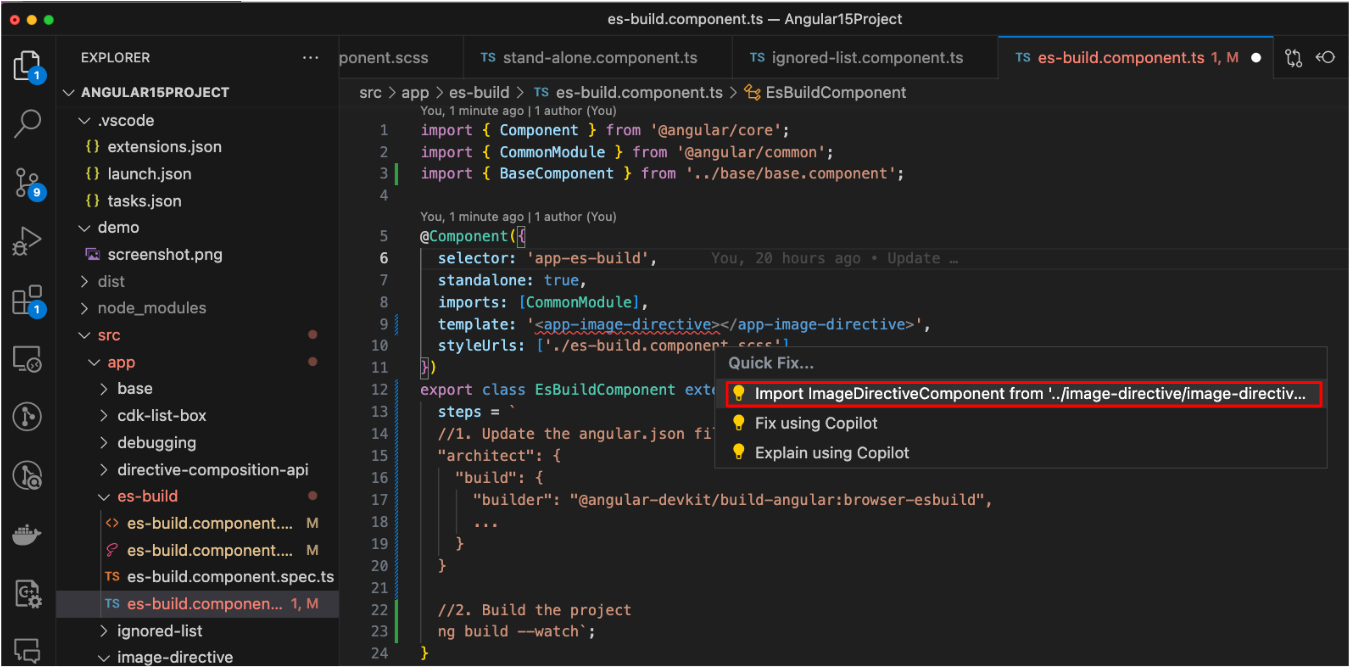 es-build.component.ts — Angular15Project
EXPLORER
ponent.scss
TS stand-alone.component.ts
TS ignored-list.component.ts
TS es-build.component.ts 1, M
1
ANGULAR15PROJECT
.vscode
{} extensions.json
{} launch.json
{} tasks.json
demo
screenshot.png
dist
node_modules
src
app
base
cdk-list-box
debugging
directive-composition-api
es-build
<> es-build.component.... M
es-build.component.... M
TS es-build.component.spec.ts
TS es-build.componen... 1, M
ignored-list
image-directive
9
1
src > app > es-build > TS es-build.component.ts > EsBuildComponent
You, 1 minute ago | 1 author (You)
1 import { Component } from '@angular/core';
2 import { CommonModule } from '@angular/common';
3 import { BaseComponent } from '../base/base.component';
4
You, 1 minute ago | 1 author (You)
5 @Component({
6 selector: 'app-es-build', You, 20 hours ago • Update …
7 standalone: true,
8 imports: [CommonModule],
9 template: '<app-image-directive></app-image-directive>',
10 styleUrls: ['./es-build.component.scss']
11 })
12 export class EsBuildComponent exte
13 steps = `
14 //1. Update the angular.json fi
15 "architect": {
16 "build": {
17 "builder": "@angular-devkit/build-angular:browser-esbuild",
18 ...
19 }
20 }
21
22 //2. Build the project
23 ng build --watch`;
24 }
Quick Fix...
Import ImageDirectiveComponent from '../image-directive/image-directiv...
Fix using Copilot
Explain using Copilot